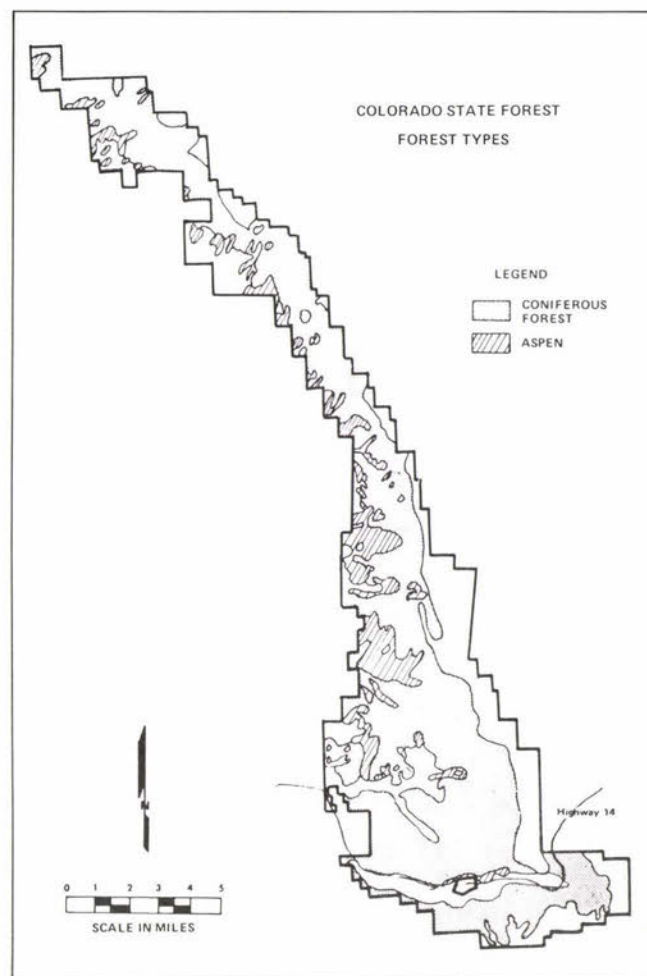 COLORADO STATE FOREST
FOREST TYPES
LEGEND
CONIFEROUS
FOREST
ASPEN
Highway 14
N
0 1 2 3 4 5
SCALE IN MILES